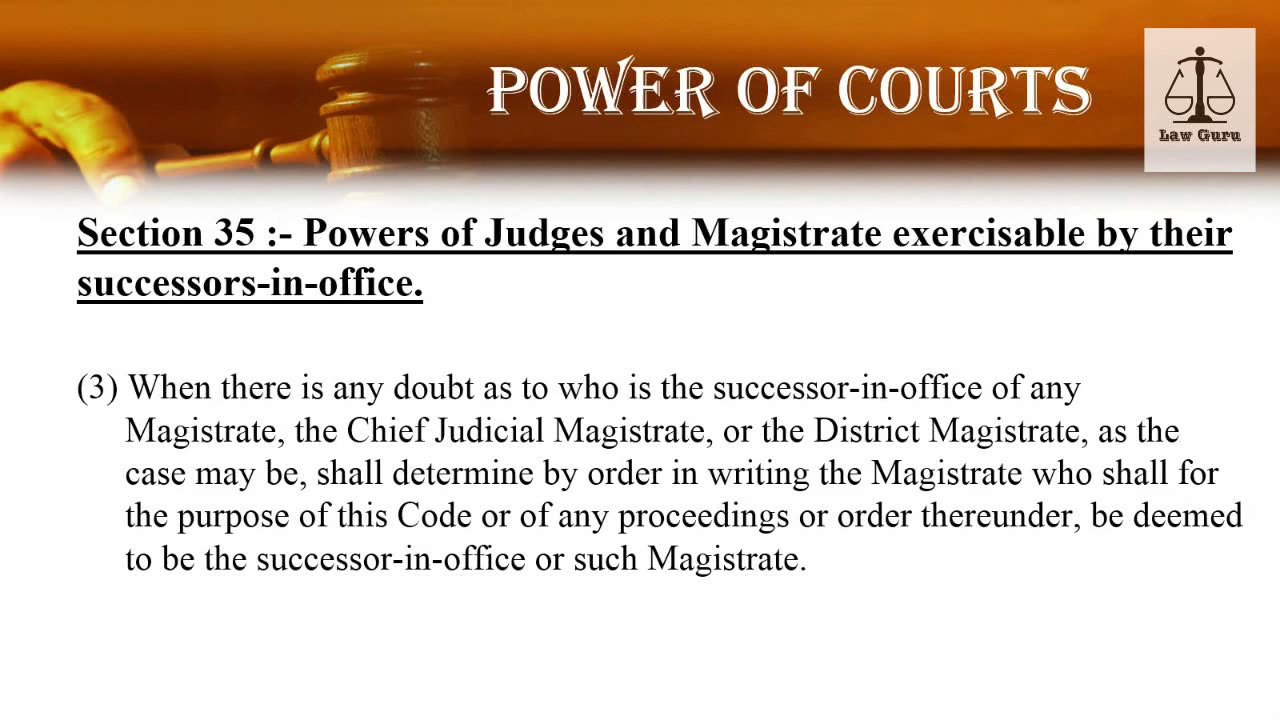 POWER OF COURTS
Law Guru
Section 35 :- Powers of Judges and Magistrate exercisable by their
successors-in-office.
(3) When there is any doubt as to who is the successor-in-office of any
Magistrate, the Chief Judicial Magistrate, or the District Magistrate, as the
case may be, shall determine by order in writing the Magistrate who shall for
the purpose of this Code or of any proceedings or order thereunder, be deemed
to be the successor-in-office or such Magistrate.